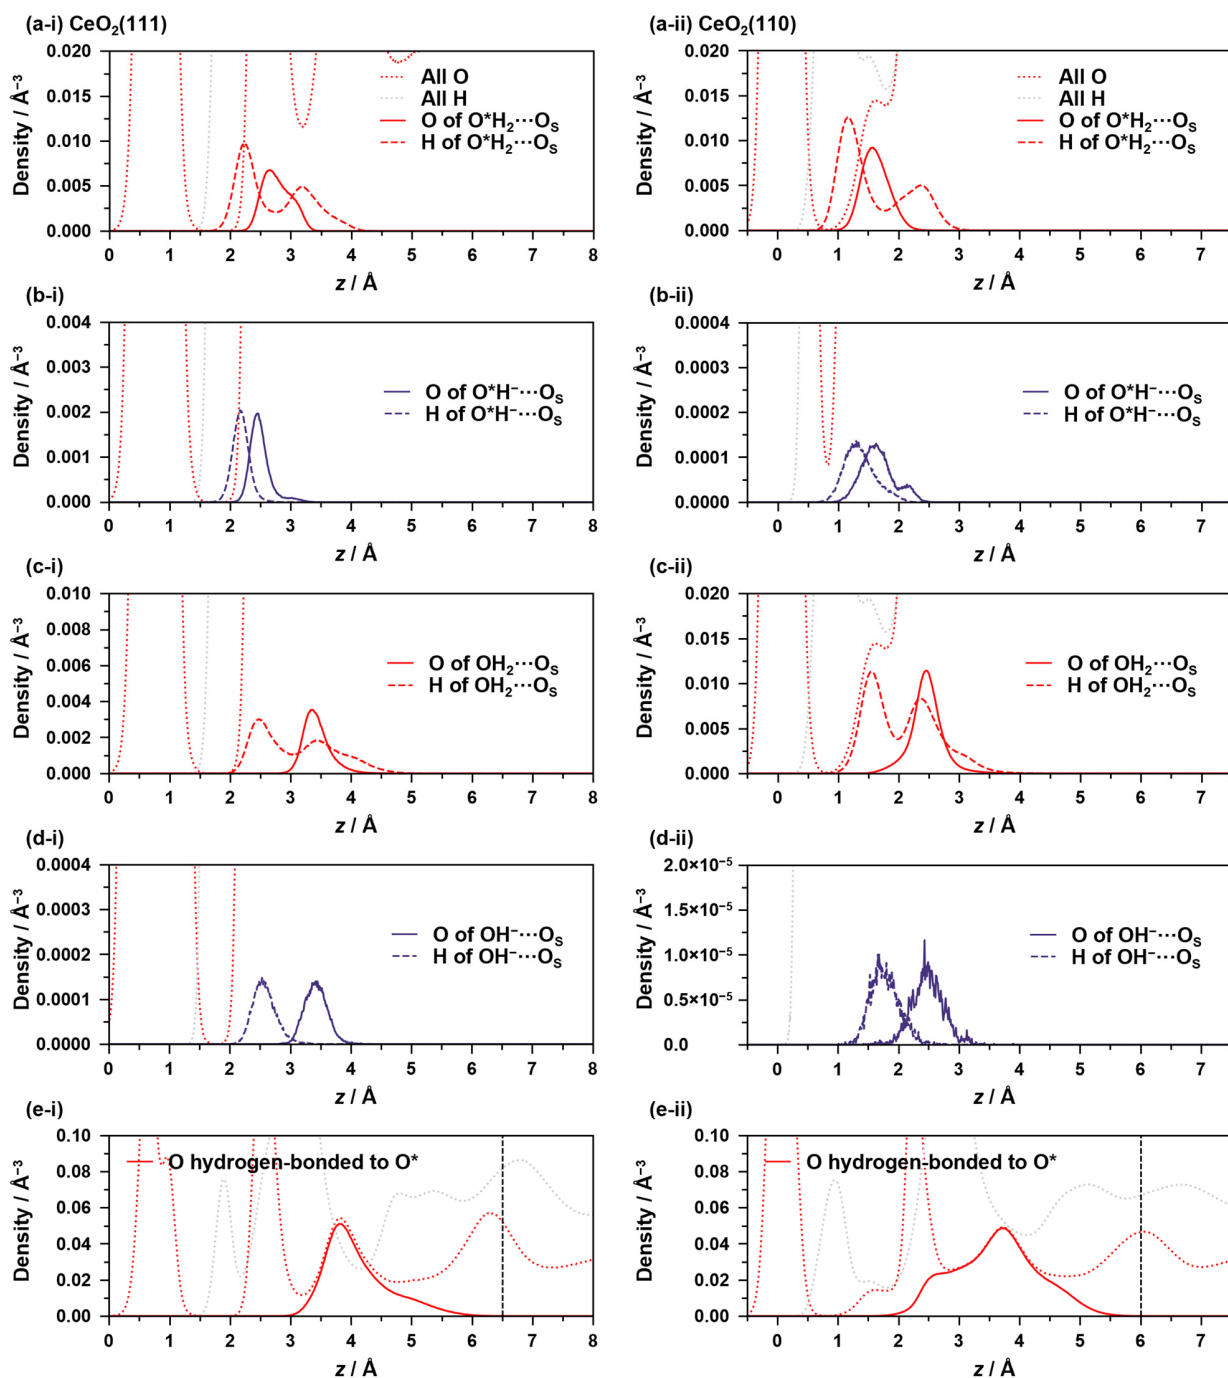 (a-i) CeO₂(111)
0.020
0.015
0.010
0.005
0.000
Density / Å⁻³
All O
All H
O of O*H₂···Oₛ
H of O*H₂···Oₛ
0 1 2 3 4 5 6 7 8
z / Å
(a-ii) CeO₂(110)
0.020
0.015
0.010
0.005
0.000
Density / Å⁻³
All O
All H
O of O*H₂···Oₛ
H of O*H₂···Oₛ
0 1 2 3 4 5 6 7
z / Å
(b-i)
0.004
0.003
0.002
0.001
0.000
Density / Å⁻³
O of O*H⁻···Oₛ
H of O*H⁻···Oₛ
0 1 2 3 4 5 6 7 8
z / Å
(b-ii)
0.0004
0.0003
0.0002
0.0001
0.0000
Density / Å⁻³
O of O*H⁻···Oₛ
H of O*H⁻···Oₛ
0 1 2 3 4 5 6 7
z / Å
(c-i)
0.010
0.008
0.006
0.004
0.002
0.000
Density / Å⁻³
O of OH₂···Oₛ
H of OH₂···Oₛ
0 1 2 3 4 5 6 7 8
z / Å
(c-ii)
0.020
0.015
0.010
0.005
0.000
Density / Å⁻³
O of OH₂···Oₛ
H of OH₂···Oₛ
0 1 2 3 4 5 6 7
z / Å
(d-i)
0.0004
0.0003
0.0002
0.0001
0.0000
Density / Å⁻³
O of OH⁻···Oₛ
H of OH⁻···Oₛ
0 1 2 3 4 5 6 7 8
z / Å
(d-ii)
2.0×10⁻⁵
1.5×10⁻⁵
1.0×10⁻⁵
0.5×10⁻⁵
0.0
Density / Å⁻³
O of OH⁻···Oₛ
H of OH⁻···Oₛ
0 1 2 3 4 5 6 7
z / Å
(e-i)
0.10
0.08
0.06
0.04
0.02
0.00
Density / Å⁻³
O hydrogen-bonded to O*
0 1 2 3 4 5 6 7 8
z / Å
(e-ii)
0.10
0.08
0.06
0.04
0.02
0.00
Density / Å⁻³
O hydrogen-bonded to O*
0 1 2 3 4 5 6 7
z / Å